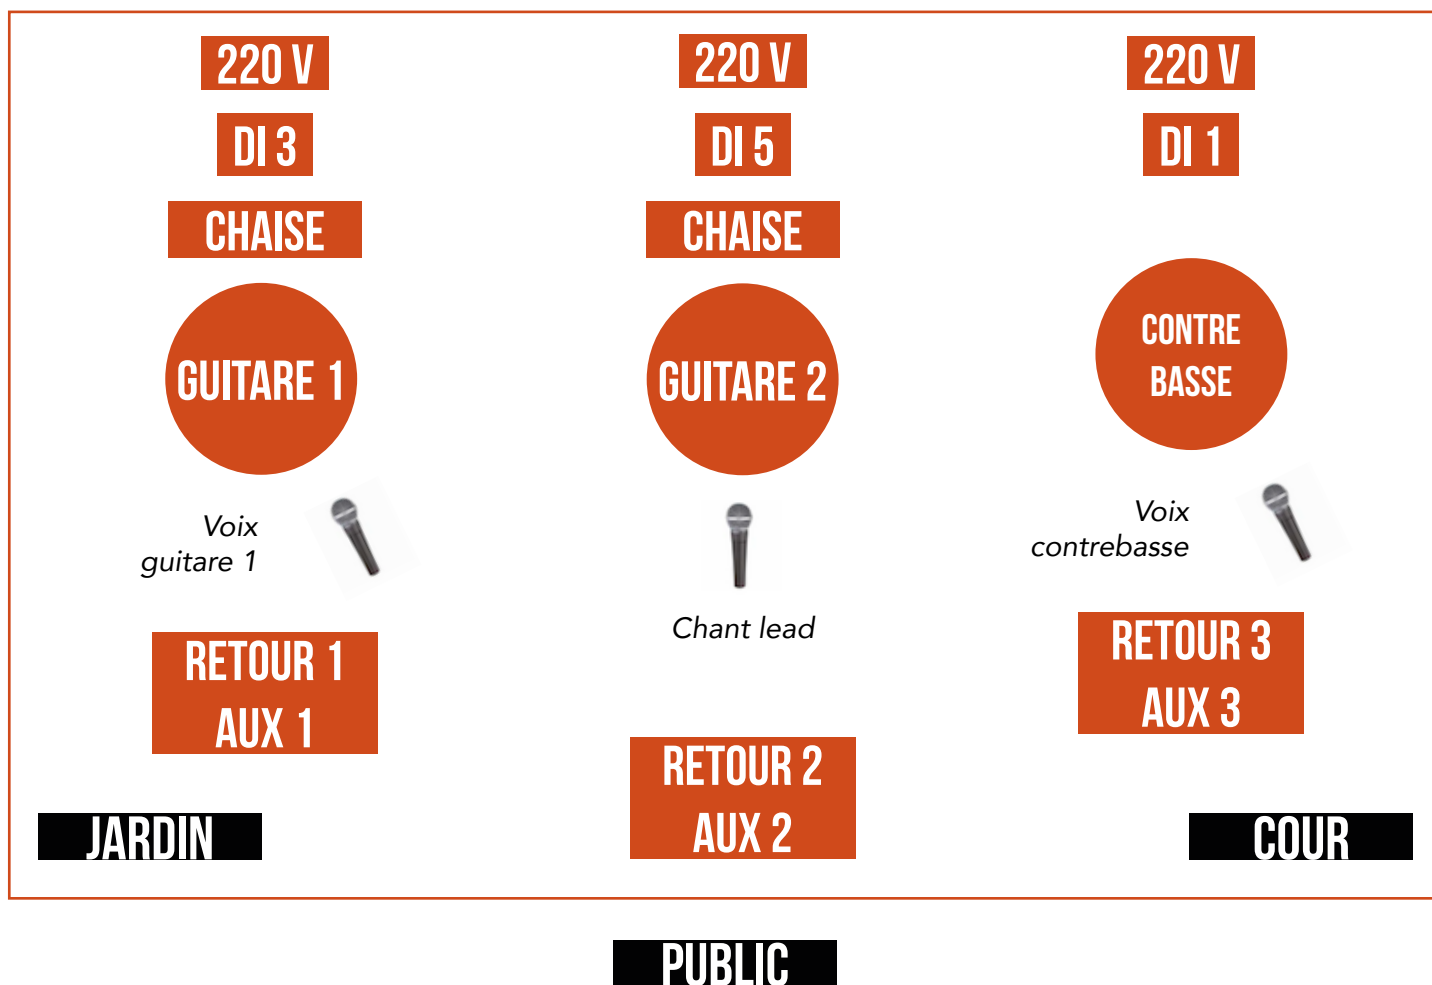 220 V
220 V
220 V
DI 3
DI 5
DI 1
CHAISE
CHAISE
GUITARE 1
GUITARE 2
CONTRE
BASSE
Voix
guitare 1
Chant lead
Voix
contrebasse
RETOUR 1
AUX 1
RETOUR 2
AUX 2
RETOUR 3
AUX 3
JARDIN
COUR
PUBLIC